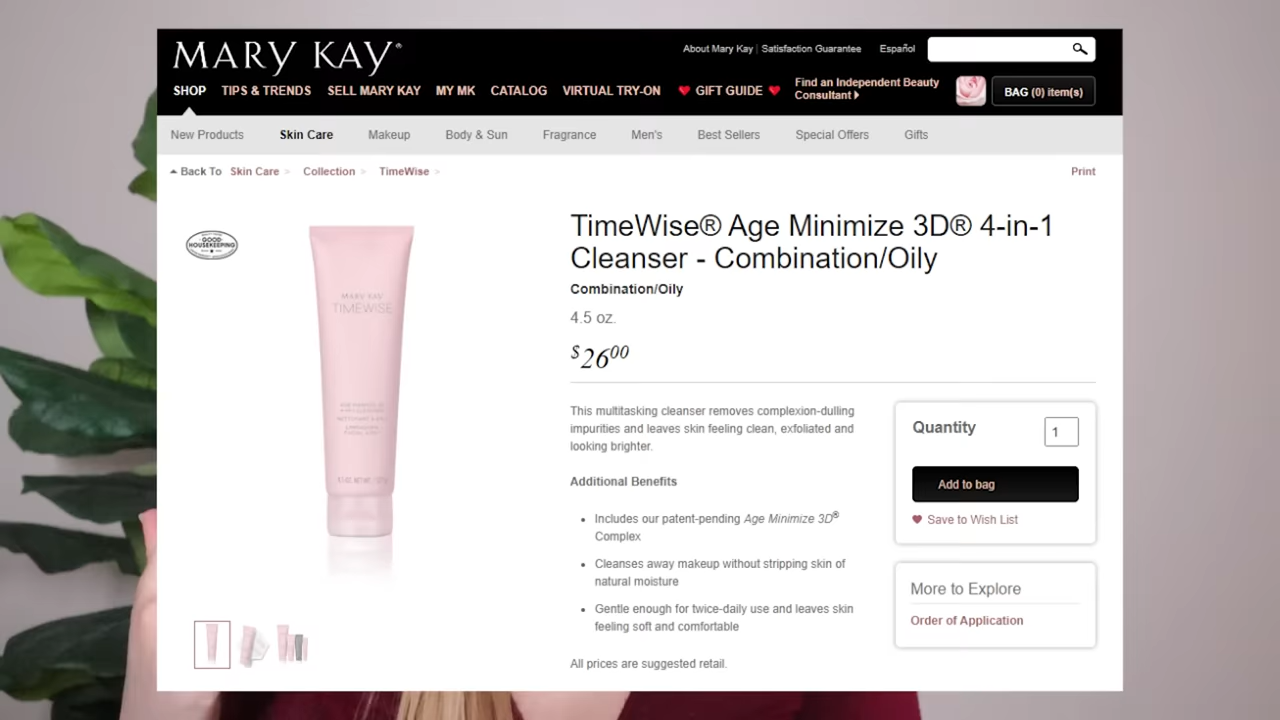 MARY KAY®
About Mary Kay | Satisfaction Guarantee
Español
SHOP
TIPS & TRENDS
SELL MARY KAY
MY MK
CATALOG
VIRTUAL TRY-ON
GIFT GUIDE
Find an Independent Beauty
Consultant
BAG (0) item(s)
New Products
Skin Care
Makeup
Body & Sun
Fragrance
Men's
Best Sellers
Special Offers
Gifts
Back To Skin Care > Collection > TimeWise >
Print
GOOD
HOUSEKEEPING
MARY KAY
TIMEWISE
TimeWise® Age Minimize 3D® 4-in-1
Cleanser - Combination/Oily
Combination/Oily
4.5 oz.
$2600
This multitasking cleanser removes complexion-dulling
impurities and leaves skin feeling clean, exfoliated and
looking brighter.
Additional Benefits
• Includes our patent-pending Age Minimize 3D®
Complex
• Cleanses away makeup without stripping skin of
natural moisture
• Gentle enough for twice-daily use and leaves skin
feeling soft and comfortable
All prices are suggested retail.
Quantity
1
Add to bag
Save to Wish List
More to Explore
Order of Application